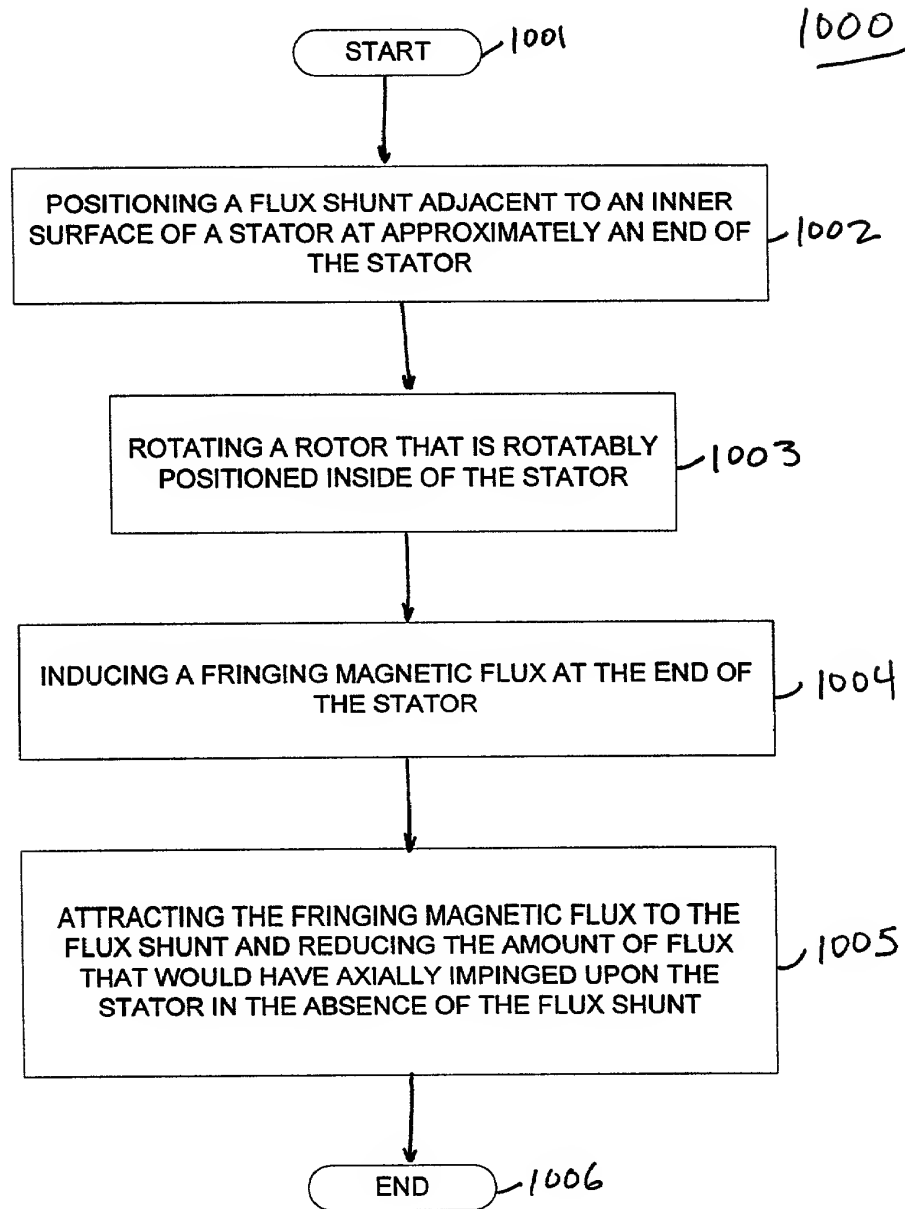 1000
START
1001
POSITIONING A FLUX SHUNT ADJACENT TO AN INNER
SURFACE OF A STATOR AT APPROXIMATELY AN END OF
THE STATOR
1002
ROTATING A ROTOR THAT IS ROTATABLY
POSITIONED INSIDE OF THE STATOR
1003
INDUCING A FRINGING MAGNETIC FLUX AT THE END OF
THE STATOR
1004
ATTRACTING THE FRINGING MAGNETIC FLUX TO THE
FLUX SHUNT AND REDUCING THE AMOUNT OF FLUX
THAT WOULD HAVE AXIALLY IMPINGED UPON THE
STATOR IN THE ABSENCE OF THE FLUX SHUNT
1005
END
1006